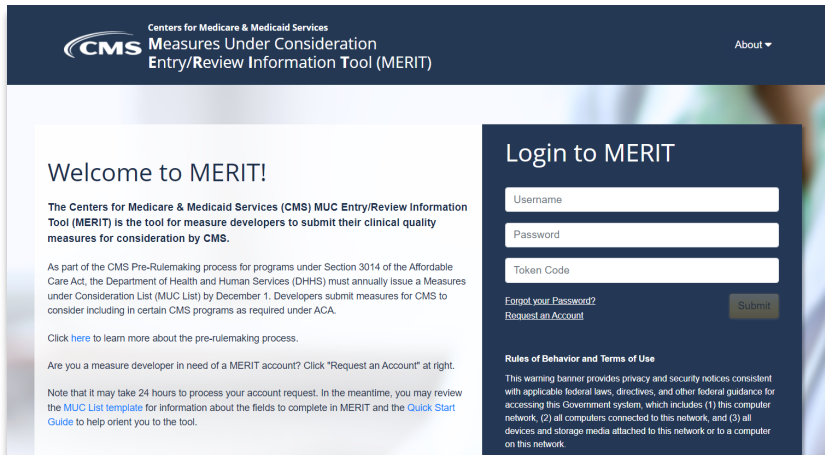 Centers for Medicare & Medicaid Services
CMS Measures Under Consideration
Entry/Review Information Tool (MERIT)
About
Welcome to MERIT!
The Centers for Medicare & Medicaid Services (CMS) MUC Entry/Review Information
Tool (MERIT) is the tool for measure developers to submit their clinical quality
measures for consideration by CMS.
As part of the CMS Pre-Rulemaking process for programs under Section 3014 of the Affordable
Care Act, the Department of Health and Human Services (DHHS) must annually issue a Measures
under Consideration List (MUC List) by December 1. Developers submit measures for CMS to
consider including in certain CMS programs as required under ACA.
Click here to learn more about the pre-rulemaking process.
Are you a measure developer in need of a MERIT account? Click "Request an Account" at right.
Note that it may take 24 hours to process your account request. In the meantime, you may review
the MUC List template for information about the fields to complete in MERIT and the Quick Start
Guide to help orient you to the tool.
Login to MERIT
Username
Password
Token Code
Forgot your Password?
Request an Account
Submit
Rules of Behavior and Terms of Use
This warning banner provides privacy and security notices consistent
with applicable federal laws, directives, and other federal guidance for
accessing this Government system, which includes (1) this computer
network, (2) all computers connected to this network, and (3) all
devices and storage media attached to this network or to a computer
on this network.